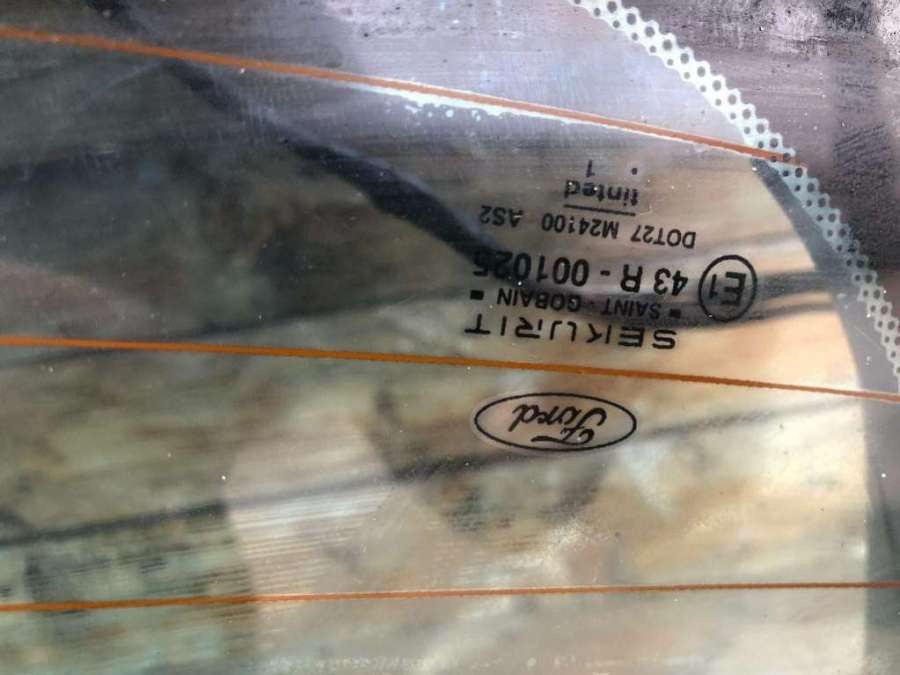 Ford
SEKURIT
▪ SAINT - GOBAIN ▪
E1 43 R - 001025
DOT27 M24100 AS2
tinted
. 1